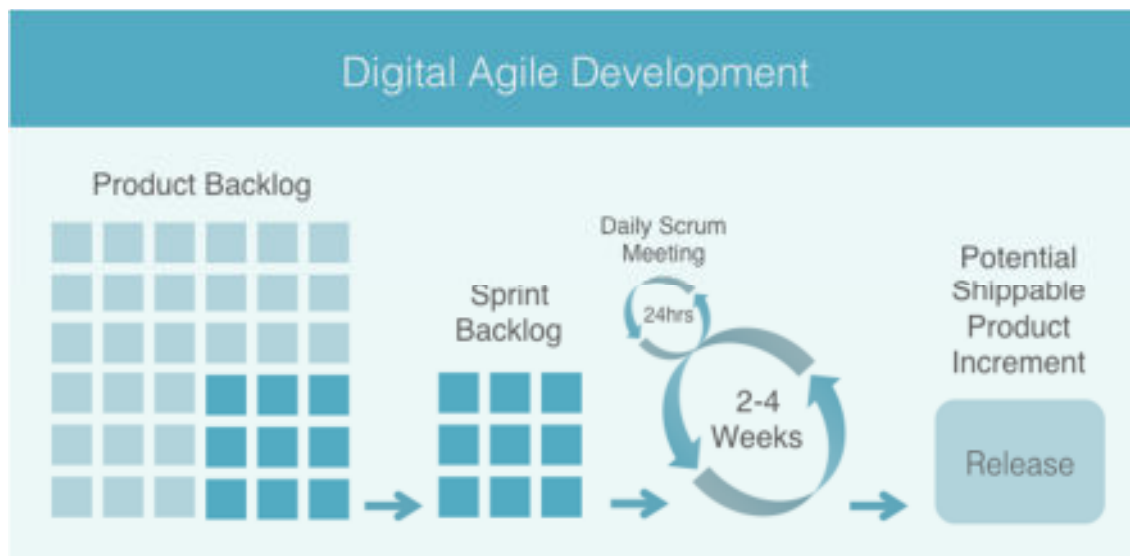 Digital Agile Development
Product Backlog
Sprint
Backlog
Daily Scrum
Meeting
24hrs
2-4
Weeks
Potential
Shippable
Product
Increment
Release